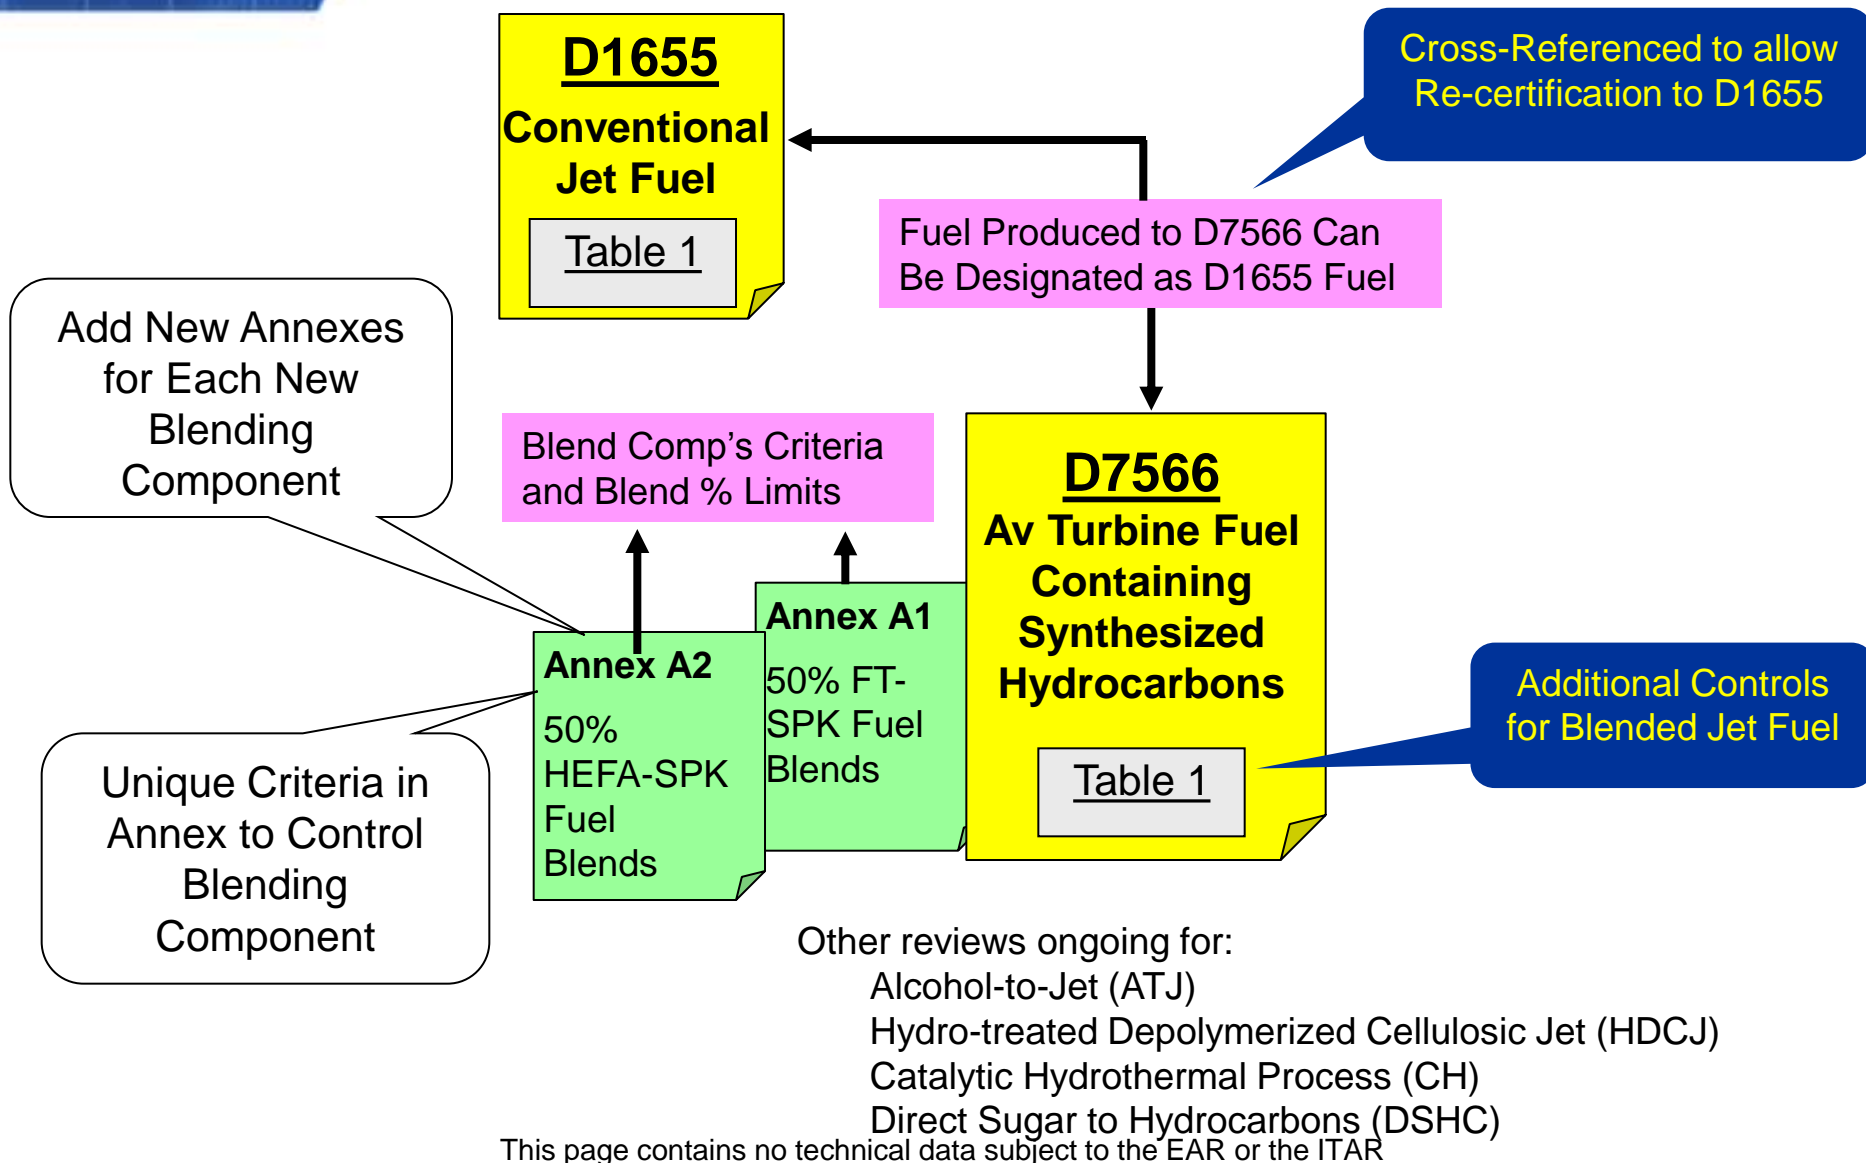 D1655
Conventional
Jet Fuel
Table 1
Cross-Referenced to allow
Re-certification to D1655
Fuel Produced to D7566 Can
Be Designated as D1655 Fuel
Add New Annexes
for Each New
Blending
Component
Blend Comp’s Criteria
and Blend % Limits
D7566
Av Turbine Fuel
Containing
Synthesized
Hydrocarbons
Table 1
Annex A1
50% FT-
SPK Fuel
Blends
Annex A2
50%
HEFA-SPK
Fuel
Blends
Additional Controls
for Blended Jet Fuel
Unique Criteria in
Annex to Control
Blending
Component
Other reviews ongoing for:
Alcohol-to-Jet (ATJ)
Hydro-treated Depolymerized Cellulosic Jet (HDCJ)
Catalytic Hydrothermal Process (CH)
Direct Sugar to Hydrocarbons (DSHC)
This page contains no technical data subject to the EAR or the ITAR